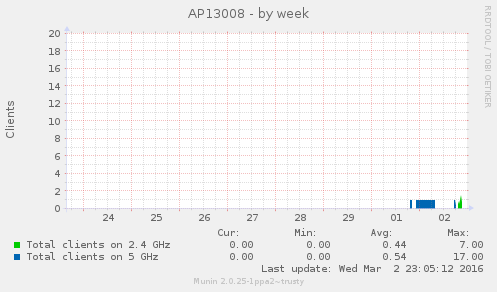 AP13008 - by week
RRDTOOL / TOBI OETIKER
Clients
20
18
16
14
12
10
8
6
4
2
0
24 25 26 27 28 29 01 02
Cur: Min: Avg: Max:
Total clients on 2.4 GHz 0.00 0.00 0.44 7.00
Total clients on 5 GHz 0.00 0.00 0.54 17.00
Last update: Wed Mar 2 23:05:12 2016
Munin 2.0.25-1ppa2~trusty